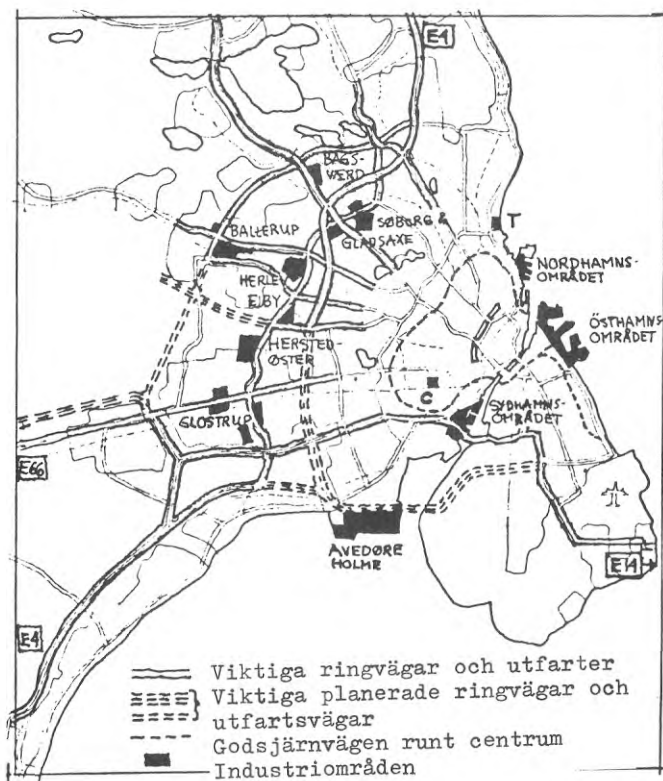 E4
BAGS-
VÆRD
SØBORG &
GLADSAXE
T
BALLERUP
NORDHAMNS-
OMRÅDET
HERLEV
EJBY
ÖSTHAMNS-
OMRÅDET
HERSTED-
ØSTER
C
SYDHAMNS-
OMRÅDET
GLOSTRUP
E66
AVEDØRE
HOLME
E14
E4
Viktiga ringvägar och utfarter
Viktiga planerade ringvägar och
utfartsvägar
Godsjärnvägen runt centrum
Industriområden